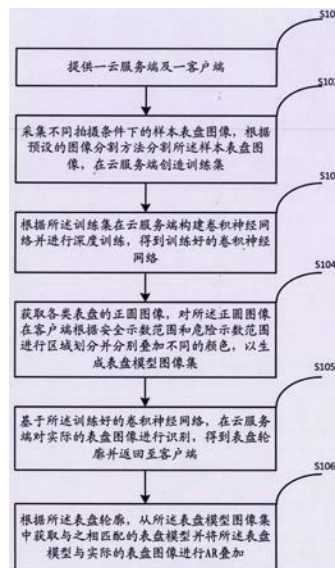 S10
提供一云服务端及一客户端
S102
采集不同拍摄条件下的样本表盘图像，根据
预设的图像分割方法分割所述样本表盘图
像，在云服务端创造训练集
S10
根据所述训练集在云服务端构建卷积神经网
络并进行深度训练，得到训练好的卷积神经
网络
S104
获取各类表盘的正圆图像，对所述正圆图像
在客户端根据安全示数范围和危险示数范围
进行区域划分并分别叠加不同的颜色，以生
成表盘模型图像集
S105
基于所述训练好的卷积神经网络，在云服务
端对实际的表盘图像进行识别，得到表盘轮
廓并返回至客户端
S106
根据所述表盘轮廓，从所述表盘模型图像集
中获取与之相匹配的表盘模型并将所述表盘
模型与实际的表盘图像进行AR叠加